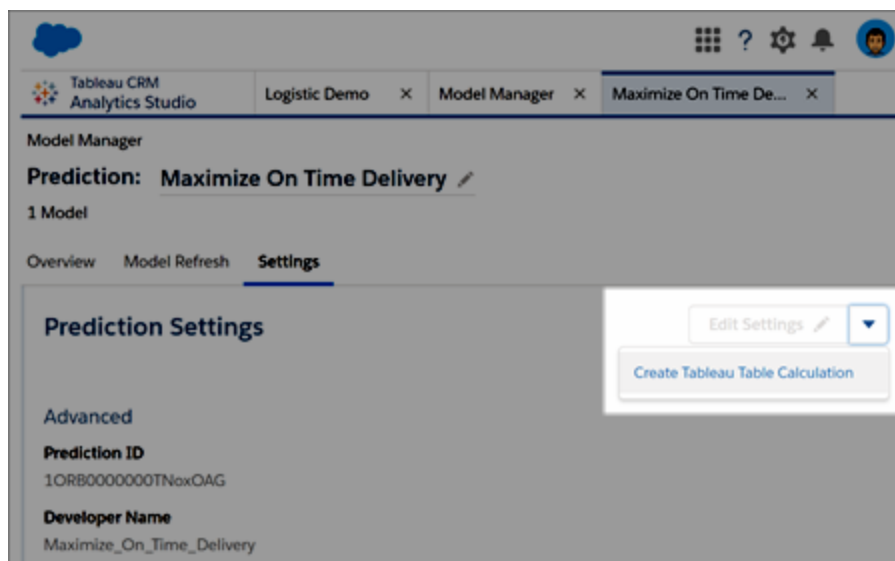 Tableau CRM
Analytics Studio
Logistic Demo
Model Manager
Maximize On Time De...
Model Manager
Prediction: Maximize On Time Delivery
1 Model
Overview Model Refresh Settings
Prediction Settings
Edit Settings
Create Tableau Table Calculation
Advanced
Prediction ID
1ORB0000000TNoxOAG
Developer Name
Maximize_On_Time_Delivery